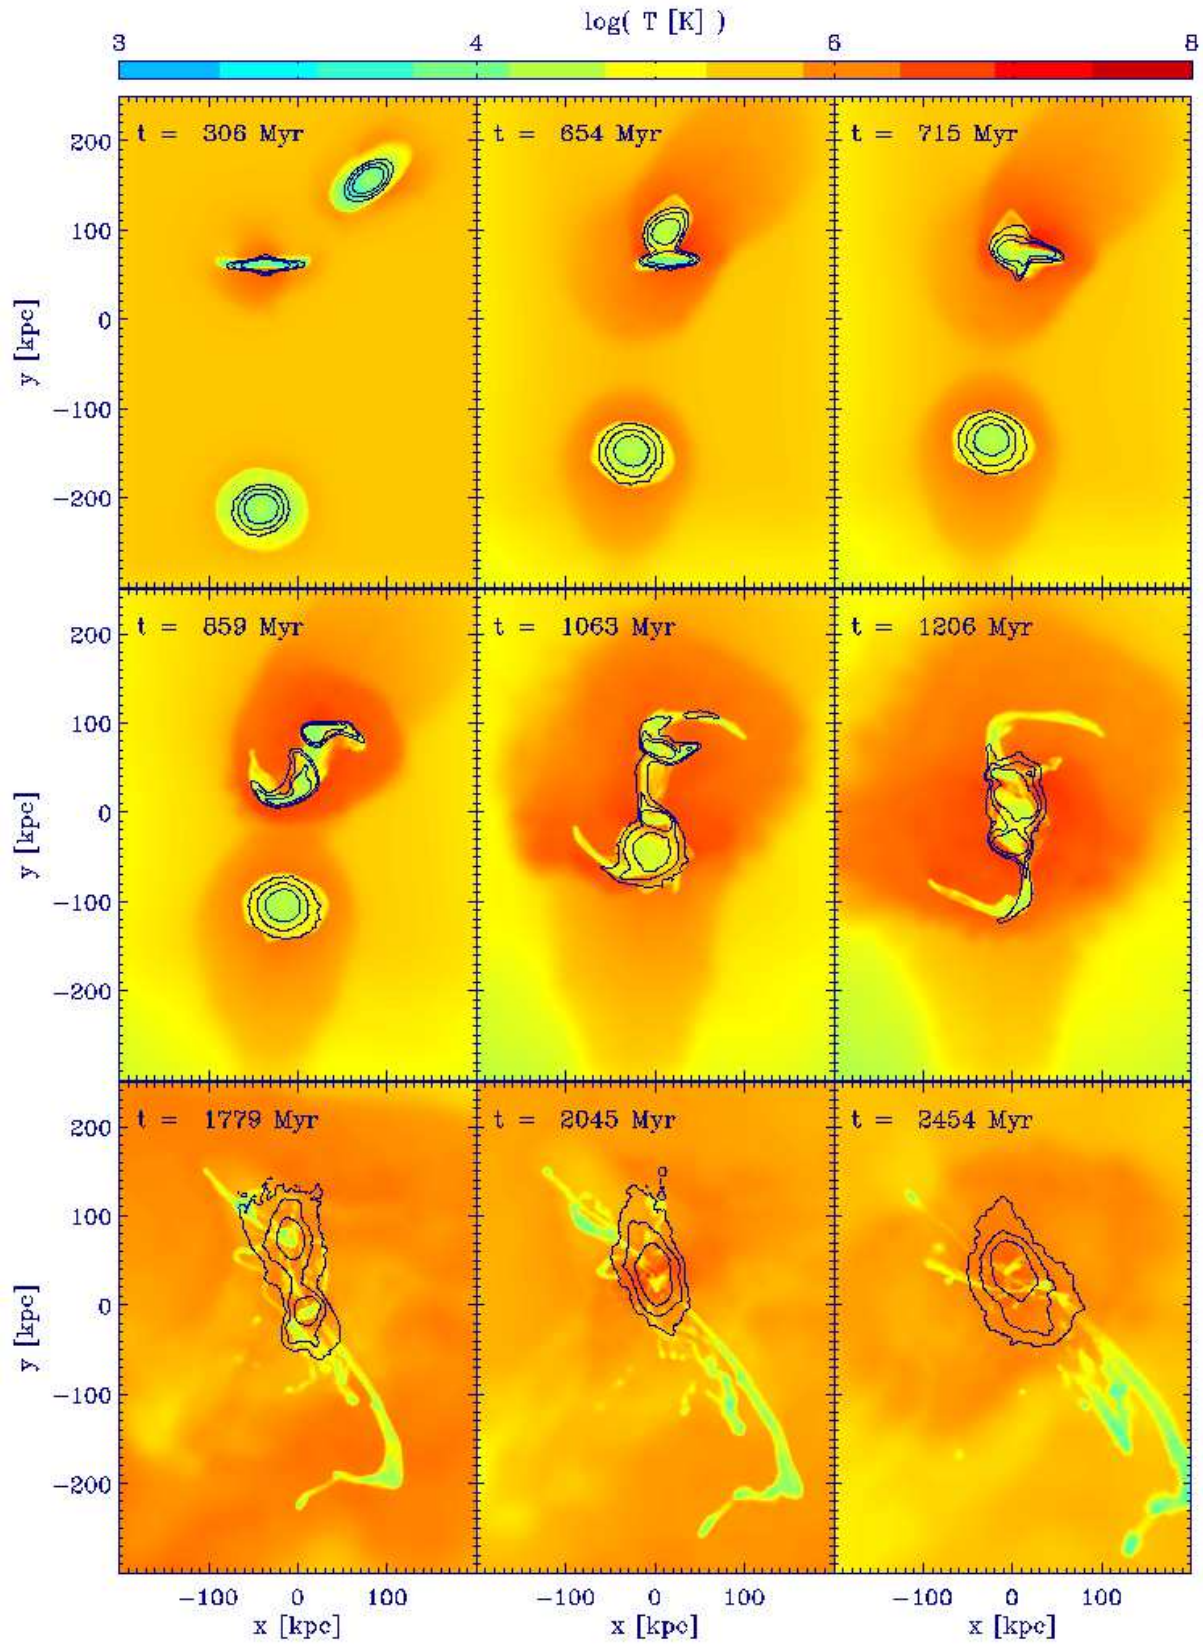 log( T [K] )
3 4 6 8
t = 306 Myr t = 654 Myr t = 715 Myr
200
100
0
−100
−200
y [kpc]
t = 859 Myr t = 1063 Myr t = 1206 Myr
200
100
0
−100
−200
y [kpc]
t = 1779 Myr t = 2045 Myr t = 2454 Myr
200
100
0
−100
−200
y [kpc]
−100 0 100 −100 0 100 −100 0 100
x [kpc] x [kpc] x [kpc]